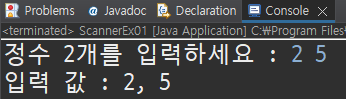 Problems Javadoc Declaration Console
<terminated> ScannerEx01 [Java Application] C:\Program Files\
정수 2개를 입력하세요 : 2 5
입력 값 : 2, 5